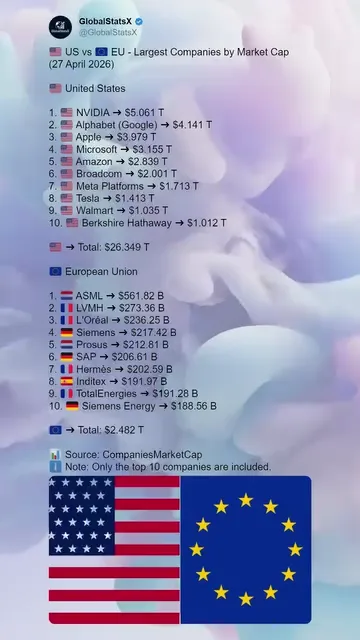 GlobalStatsX
@GlobalStatsX
🇺🇸 US vs 🇪🇺 EU - Largest Companies by Market Cap
(27 April 2026)
🇺🇸 United States
1. 🇺🇸 NVIDIA ➔ $5.061 T
2. 🇺🇸 Alphabet (Google) ➔ $4.141 T
3. 🇺🇸 Apple ➔ $3.979 T
4. 🇺🇸 Microsoft ➔ $3.155 T
5. 🇺🇸 Amazon ➔ $2.839 T
6. 🇺🇸 Broadcom ➔ $2.001 T
7. 🇺🇸 Meta Platforms ➔ $1.713 T
8. 🇺🇸 Tesla ➔ $1.413 T
9. 🇺🇸 Walmart ➔ $1.035 T
10. 🇺🇸 Berkshire Hathaway ➔ $1.012 T
🇺🇸 ➔ Total: $26.349 T
🇪🇺 European Union
1. 🇳🇱 ASML ➔ $561.82 B
2. 🇫🇷 LVMH ➔ $273.36 B
3. 🇫🇷 L'Oréal ➔ $236.25 B
4. 🇩🇪 Siemens ➔ $217.42 B
5. 🇳🇱 Prosus ➔ $212.81 B
6. 🇩🇪 SAP ➔ $206.61 B
7. 🇫🇷 Hermès ➔ $202.59 B
8. 🇪🇸 Inditex ➔ $191.97 B
9. 🇫🇷 TotalEnergies ➔ $191.28 B
10. 🇩🇪 Siemens Energy ➔ $188.56 B
🇪🇺 ➔ Total: $2.482 T
📊 Source: CompaniesMarketCap
ℹ️ Note: Only the top 10 companies are included.